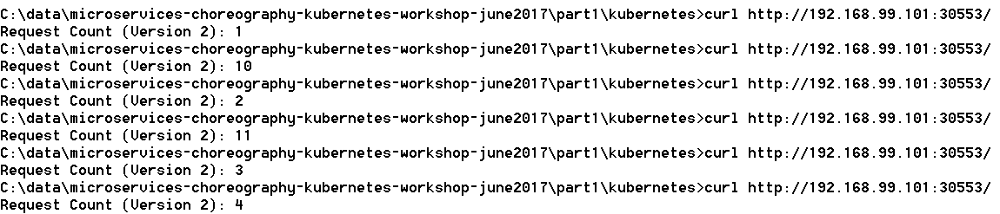 C:\data\microservices-choreography-kubernetes-workshop-june2017\part1\kubernetes>curl http://192.168.99.101:30553/
Request Count (Version 2): 1
C:\data\microservices-choreography-kubernetes-workshop-june2017\part1\kubernetes>curl http://192.168.99.101:30553/
Request Count (Version 2): 10
C:\data\microservices-choreography-kubernetes-workshop-june2017\part1\kubernetes>curl http://192.168.99.101:30553/
Request Count (Version 2): 2
C:\data\microservices-choreography-kubernetes-workshop-june2017\part1\kubernetes>curl http://192.168.99.101:30553/
Request Count (Version 2): 11
C:\data\microservices-choreography-kubernetes-workshop-june2017\part1\kubernetes>curl http://192.168.99.101:30553/
Request Count (Version 2): 3
C:\data\microservices-choreography-kubernetes-workshop-june2017\part1\kubernetes>curl http://192.168.99.101:30553/
Request Count (Version 2): 4